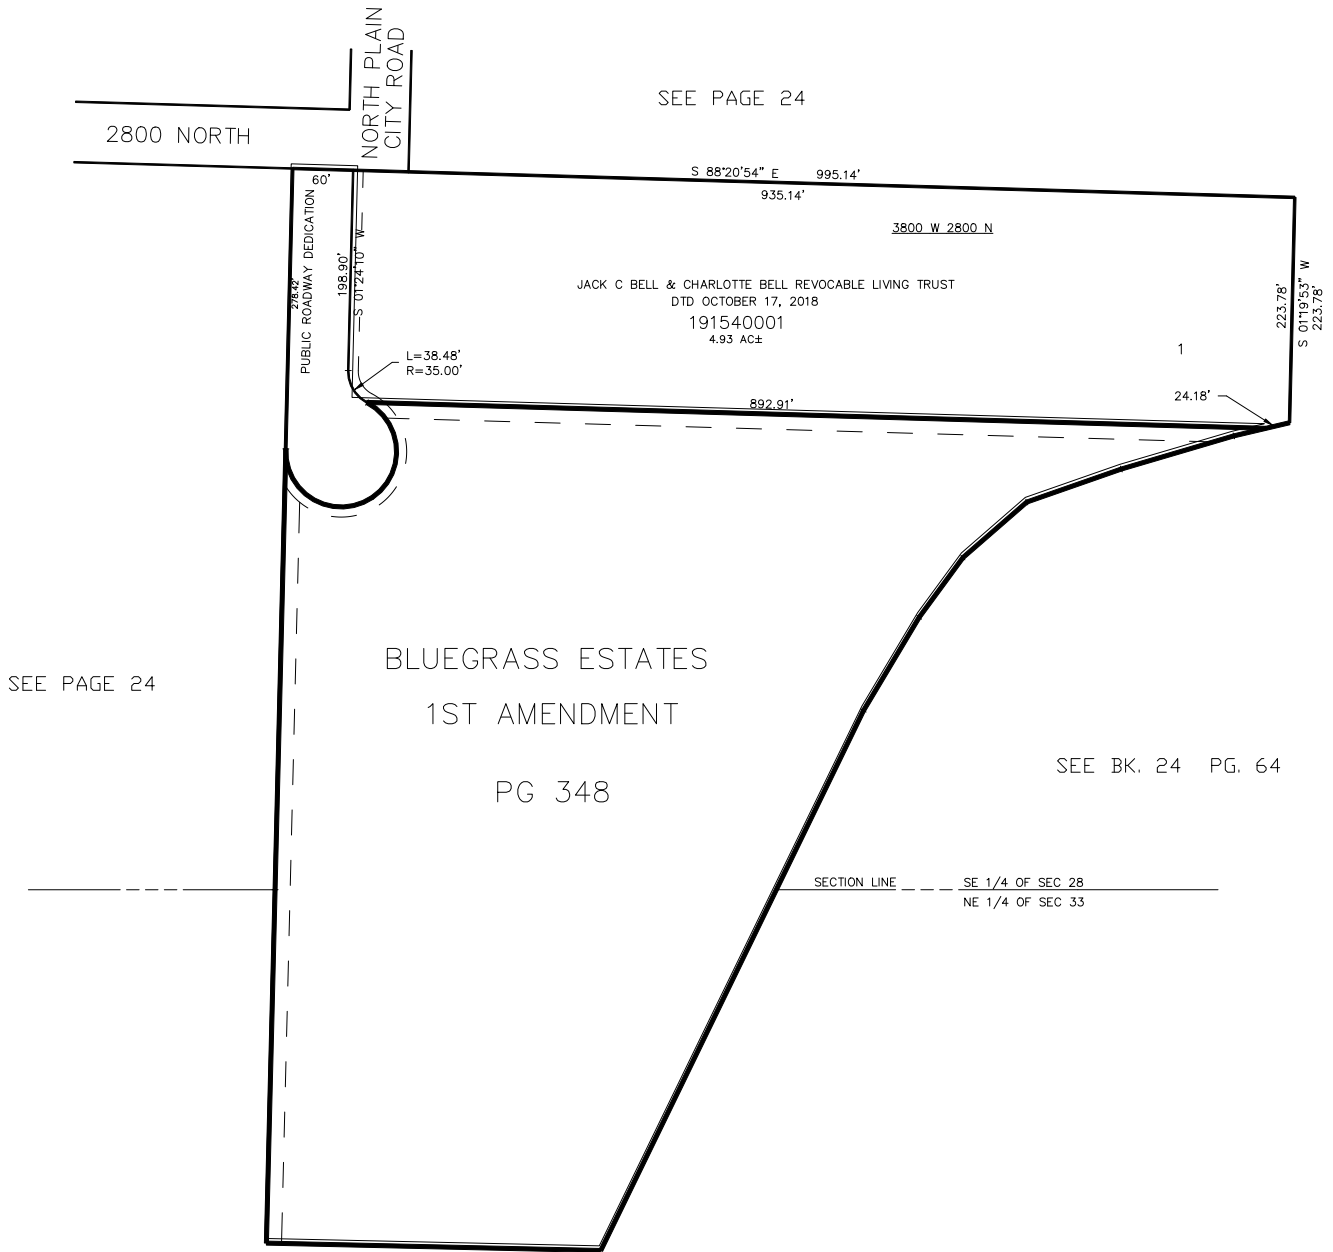 NORTH PLAIN
CITY ROAD
SEE PAGE 24
2800 NORTH
S 88°20'54" E 995.14'
60'
935.14'
3800 W 2800 N
PUBLIC ROADWAY DEDICATION
278.42'
198.90'
S 01°24'10" W
JACK C BELL & CHARLOTTE BELL REVOCABLE LIVING TRUST
DTD OCTOBER 17, 2018
191540001
4.93 AC±
223.78'
S 01°19'53" W
223.78'
1
L=38.48'
R=35.00'
892.91'
24.18'
BLUEGRASS ESTATES
1ST AMENDMENT
PG 348
SEE PAGE 24
SEE BK. 24 PG. 64
SECTION LINE
SE 1/4 OF SEC 28
NE 1/4 OF SEC 33